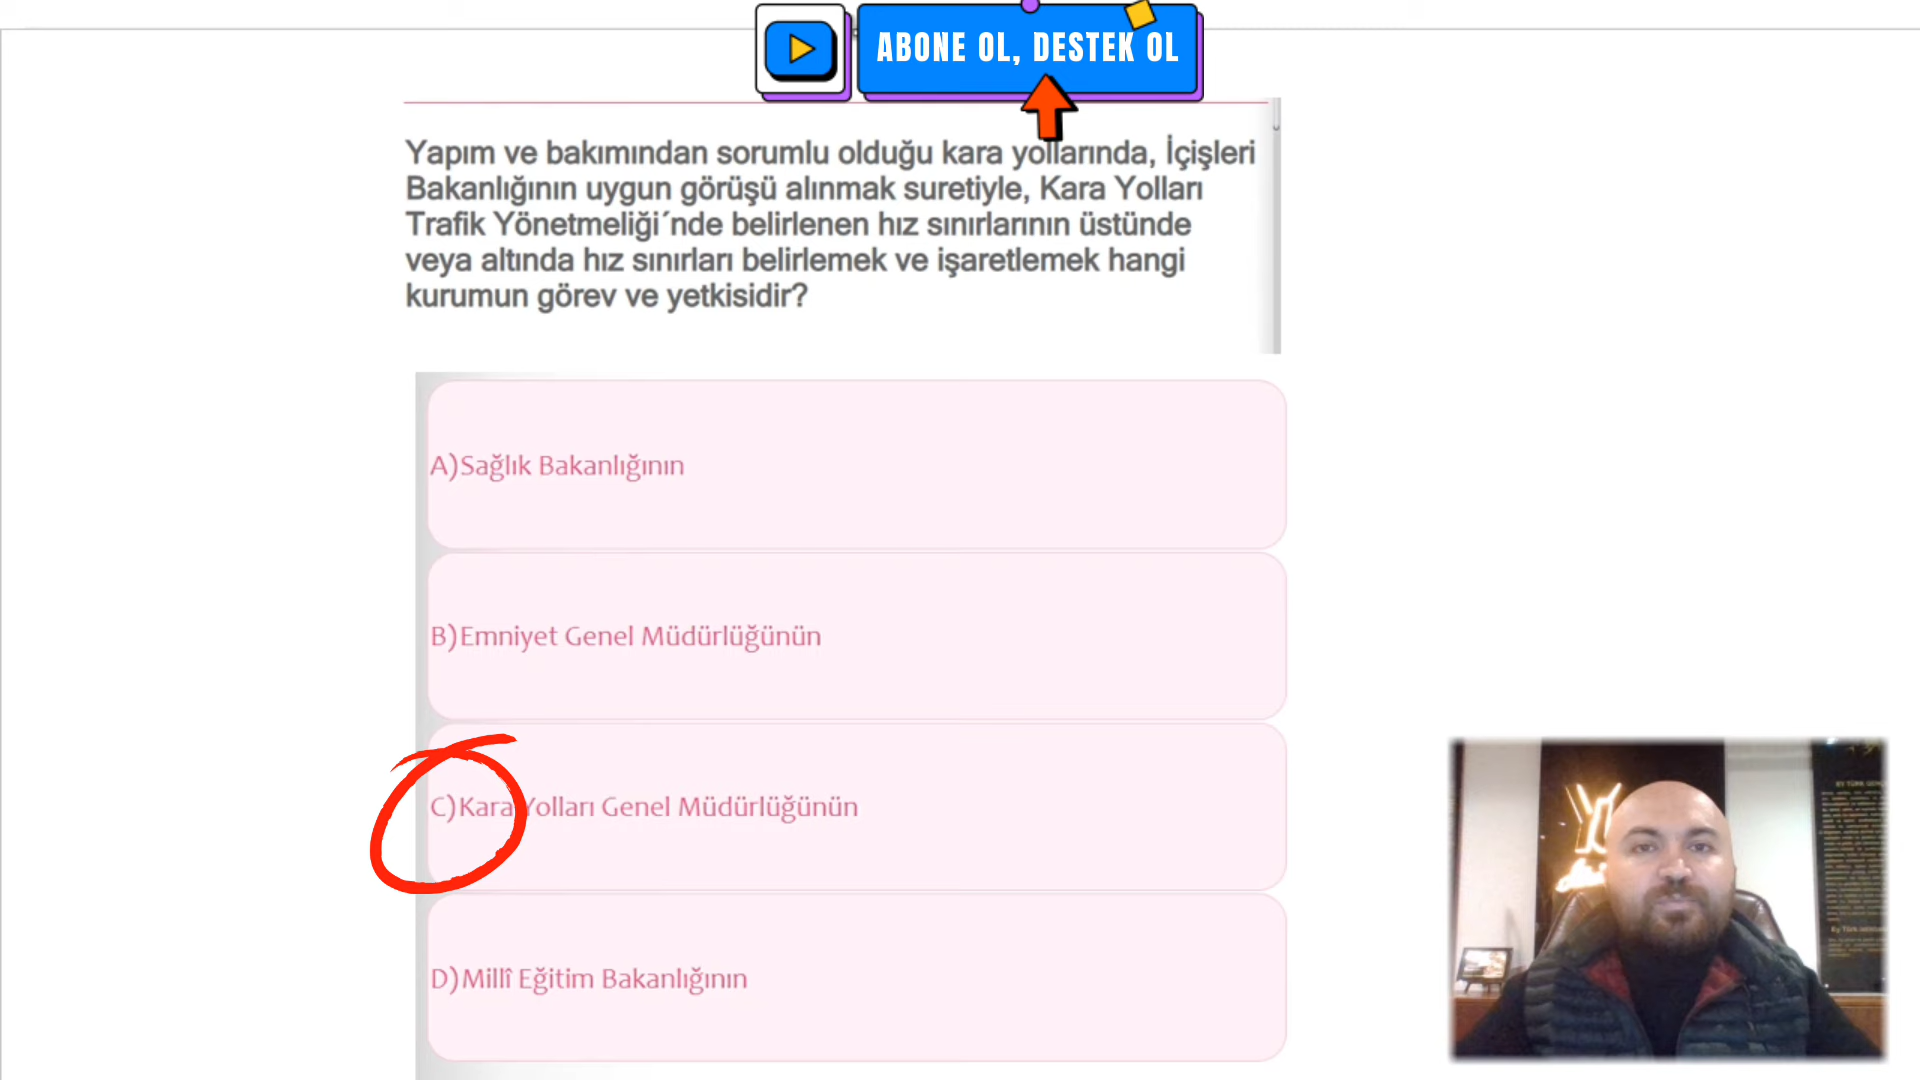 ABONE OL, DESTEK OL
Yapım ve bakımından sorumlu olduğu kara yollarında, İçişleri
Bakanlığının uygun görüşü alınmak suretiyle, Kara Yolları
Trafik Yönetmeliği´nde belirlenen hız sınırlarının üstünde
veya altında hız sınırları belirlemek ve işaretlemek hangi
kurumun görev ve yetkisidir?
A)Sağlık Bakanlığının
B)Emniyet Genel Müdürlüğünün
C)Kara Yolları Genel Müdürlüğünün
D)Millî Eğitim Bakanlığının